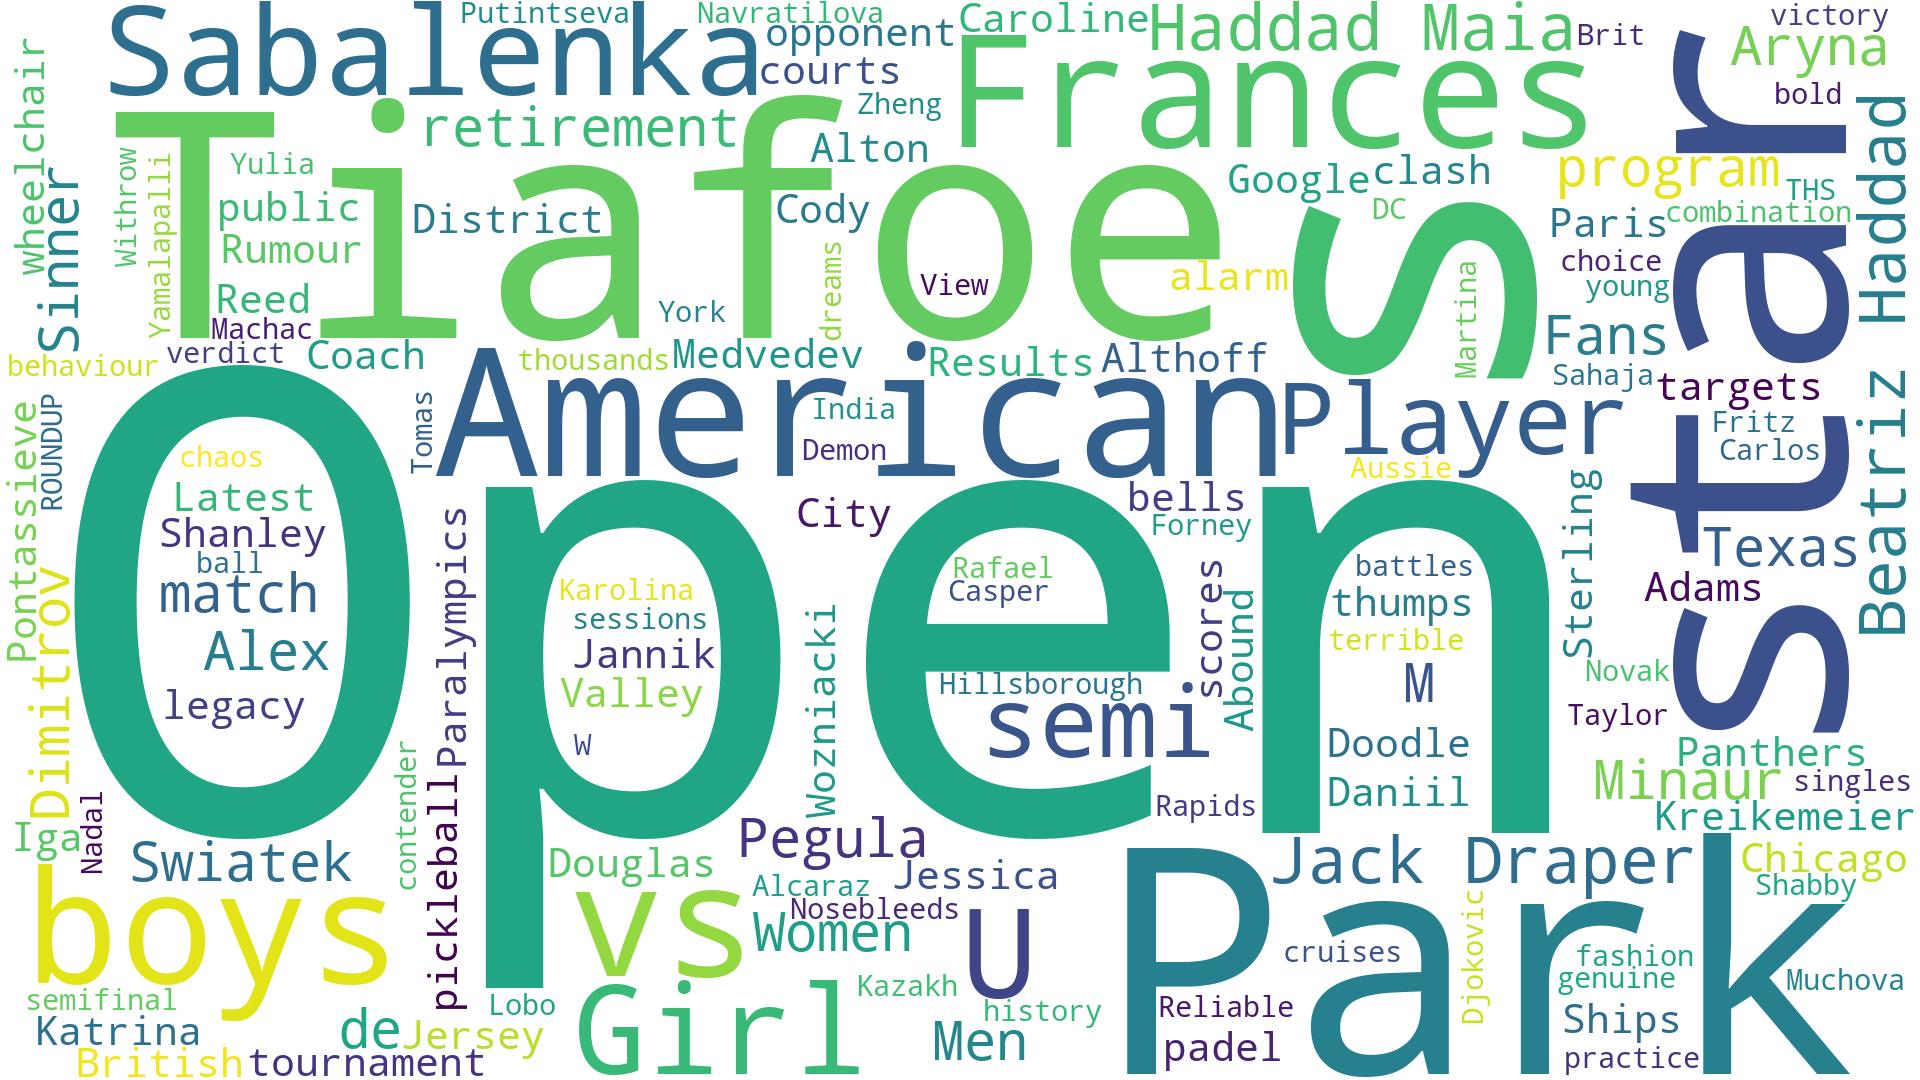 Sabalenka
Putintseva
Navratilova
opponent
courts
Caroline
Haddad Maia
Brit
victory
Aryna
bold
Frances
Tiafoe
retirement
Zheng
Alton
wheelchair
Sinner
Withrow
Yamalapalli
Yulia
public
Rumour
Reed
Machac
District
Cody
View
York
dreams
alarm
Google
clash
DC
S
Martina
program
THS
combination
Paris
choice
young
Fans
Sahaja
star
Beatriz Haddad
behaviour
verdict
Coach
thousands
Medvedev
Results
Althoff
targets
Fritz
Carlos
American
Tomas
India
Demon
Player
Aussie
ROUNDUP
Pontassieve
Dimitrov
Open
chaos
Latest
Shanley
ball
match
Alex
legacy
Paralympics
City
bells
Forney
Karolina
sessions
Jannik
Valley
W
Wozniacki
Rafael
Casper
Hillsborough
semi
scores
Abound
battles
thumps
terrible
M
Doodle
Daniil
Rapids
Sterling
Texas
Adams
Novak
Taylor
Panthers
Minaur
singles
Kreikemeier
Iga
Nadal
Swiatek
contender
pickleball
boys
Douglas
vs
Pegula
Alcaraz
Jessica
Nosebleeds
Women
U
Park
Jack Draper
Chicago
Shabby
Djokovic
cruises
fashion
genuine
Muchova
semifinal
Katrina
British
tournament
de
Jersey
Lobo
Girl
Kazakh
history
Men
Reliable
padel
Ships
practice